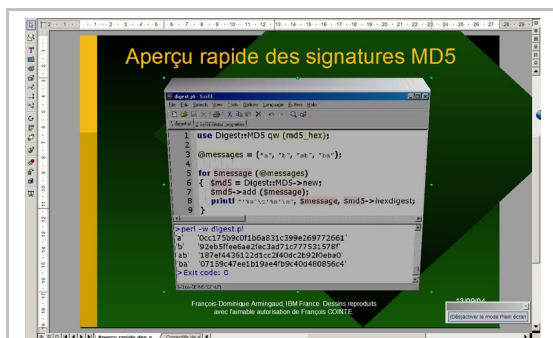 Aperçu rapide des signatures MD5
digest.pl - SciTE
File Edit Search View Tools Options Language Buffers Help
1 use Digest::MD5 qw (md5_hex);
2
3 @messages = ("a", "b", "ab", "ba");
4
5 for $message (@messages)
6 { $md5 = Digest::MD5->new;
7 $md5->add ($message);
8 printf "'%s'\t'%s'\n", $message, $md5->hexdigest;
9 }
>perl -w digest.pl
'a' '0cc175b9c0f1b6a831c399e269772661'
'b' '92eb5ffee6ae2fec3ad71c777531578f'
'ab' '187ef4436122d1cc2f40dc2b92f0eba0'
'ba' '07159c47ee1b19ae4fb9c40d480856c4'
>Exit code: 0
François-Dominique Armingaud, IBM France. Dessins reproduits
avec l'aimable autorisation de François COINTE.
13/09/04
(Désactiver le mode Plein écran
Aperçu rapide des